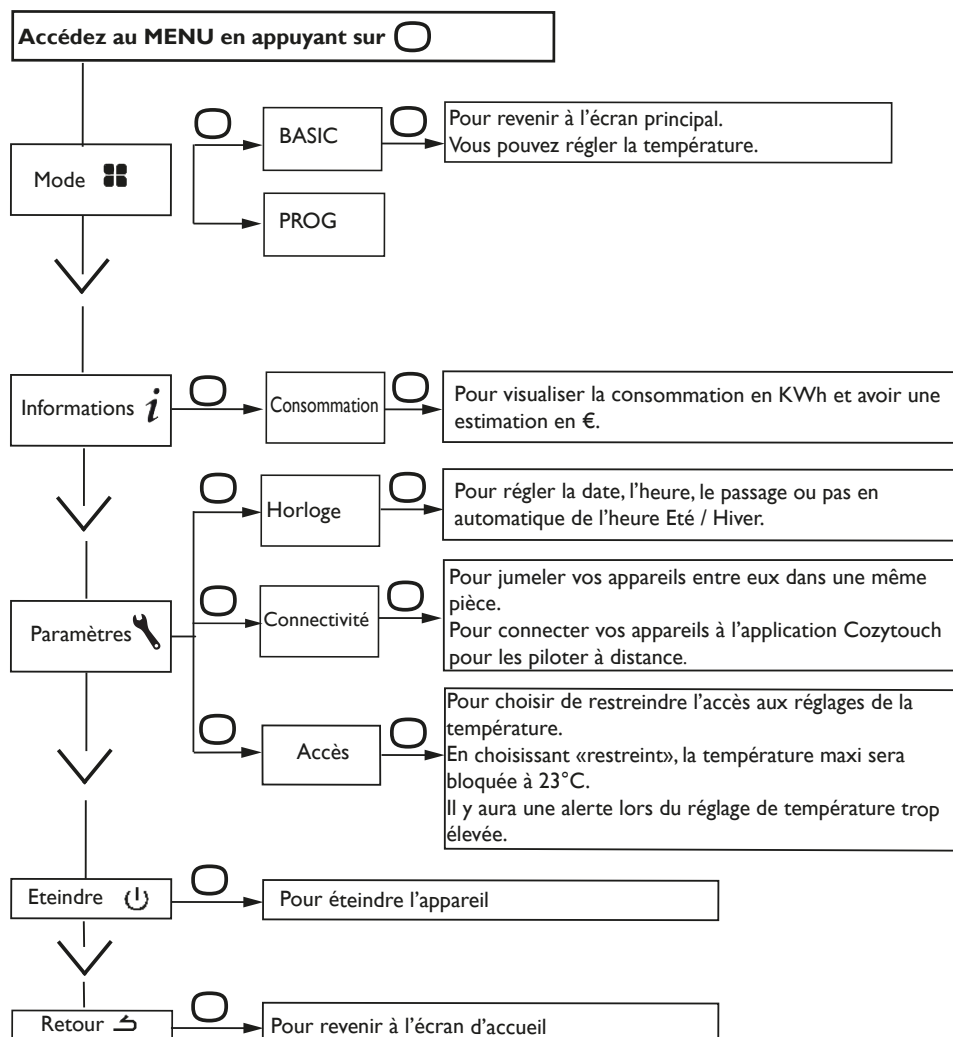 Accédez au MENU en appuyant sur
Mode
BASIC
Pour revenir à l'écran principal.
Vous pouvez régler la température.
PROG
Informations i
Consommation
Pour visualiser la consommation en KWh et avoir une
estimation en €.
Paramètres
Horloge
Pour régler la date, l'heure, le passage ou pas en
automatique de l'heure Eté / Hiver.
Connectivité
Pour jumeler vos appareils entre eux dans une même
pièce.
Pour connecter vos appareils à l'application Cozytouch
pour les piloter à distance.
Accès
Pour choisir de restreindre l'accès aux réglages de la
température.
En choisissant «restreint», la température maxi sera
bloquée à 23°C.
Il y aura une alerte lors du réglage de température trop
élevée.
Eteindre
Pour éteindre l'appareil
Retour
Pour revenir à l'écran d'accueil